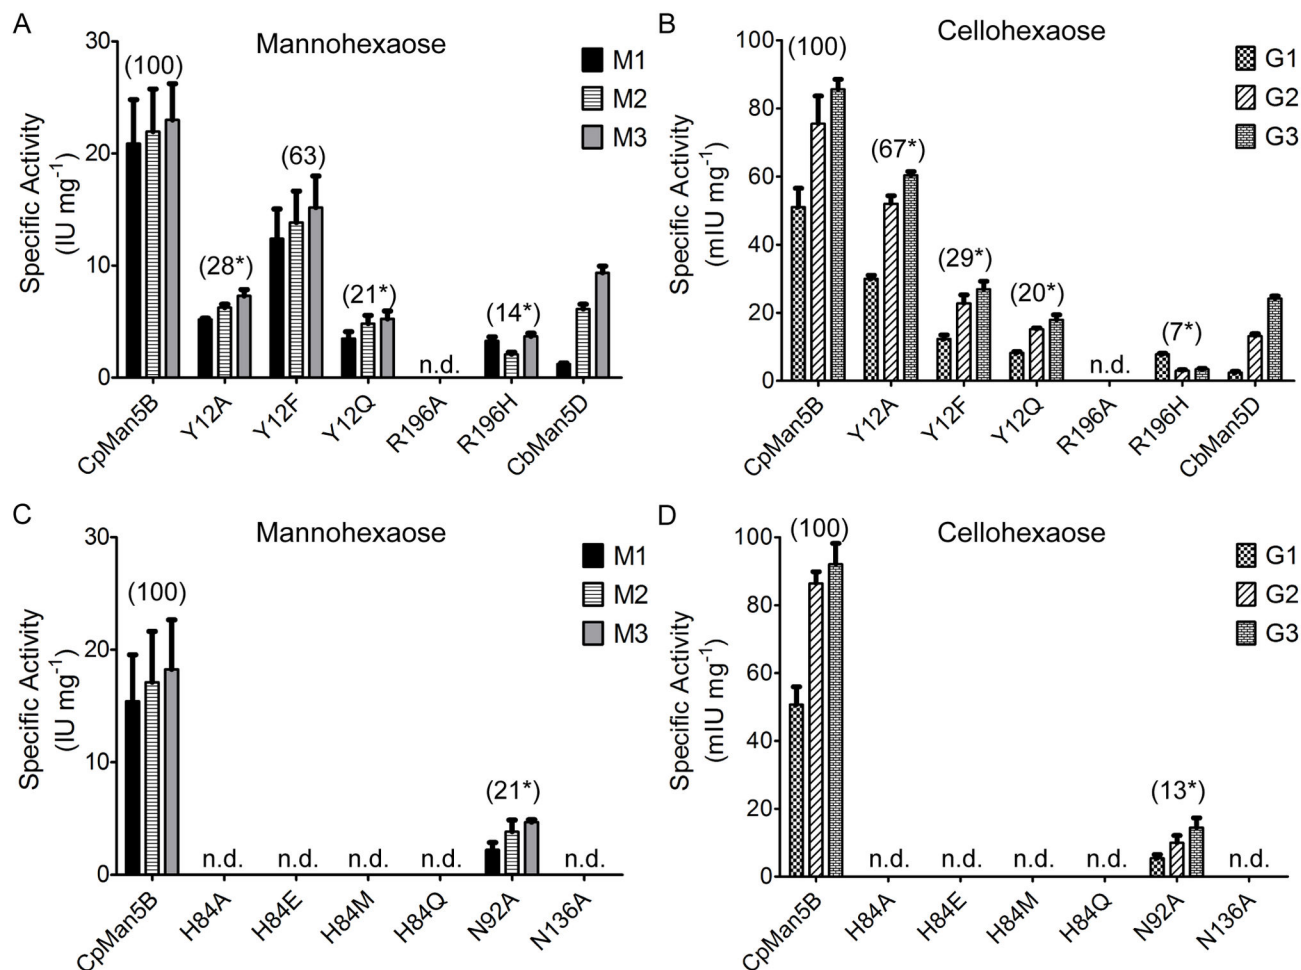 A
Mannohexaose
30
20
10
0
Specific Activity
(IU mg-1)
(100)
(28*)
(63)
(21*)
n.d.
(14*)
M1
M2
M3
CpMan5B
Y12A
Y12F
Y12Q
R196A
R196H
CbMan5D
B
Cellohexaose
100
80
60
40
20
0
Specific Activity
(mIU mg-1)
(100)
(67*)
(29*)
(20*)
n.d.
(7*)
G1
G2
G3
CpMan5B
Y12A
Y12F
Y12Q
R196A
R196H
CbMan5D
C
Mannohexaose
30
20
10
0
Specific Activity
(IU mg-1)
(100)
n.d.
n.d.
n.d.
n.d.
(21*)
n.d.
M1
M2
M3
CpMan5B
H84A
H84E
H84M
H84Q
N92A
N136A
D
Cellohexaose
100
80
60
40
20
0
Specific Activity
(mIU mg-1)
(100)
n.d.
n.d.
n.d.
n.d.
(13*)
n.d.
G1
G2
G3
CpMan5B
H84A
H84E
H84M
H84Q
N92A
N136A